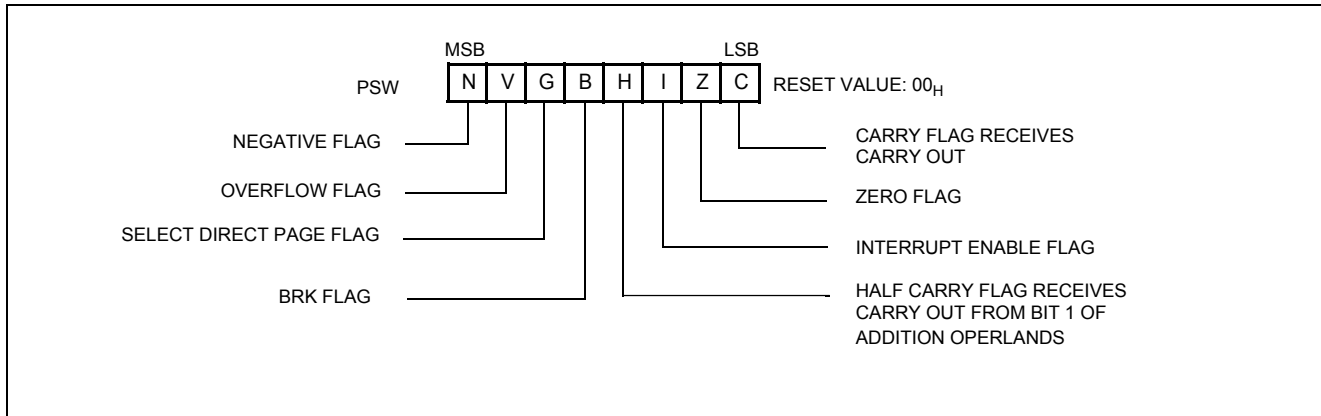 MSB LSB
PSW N V G B H I Z C RESET VALUE: 00H
NEGATIVE FLAG
OVERFLOW FLAG
SELECT DIRECT PAGE FLAG
BRK FLAG
CARRY FLAG RECEIVES
CARRY OUT
ZERO FLAG
INTERRUPT ENABLE FLAG
HALF CARRY FLAG RECEIVES
CARRY OUT FROM BIT 1 OF
ADDITION OPERLANDS